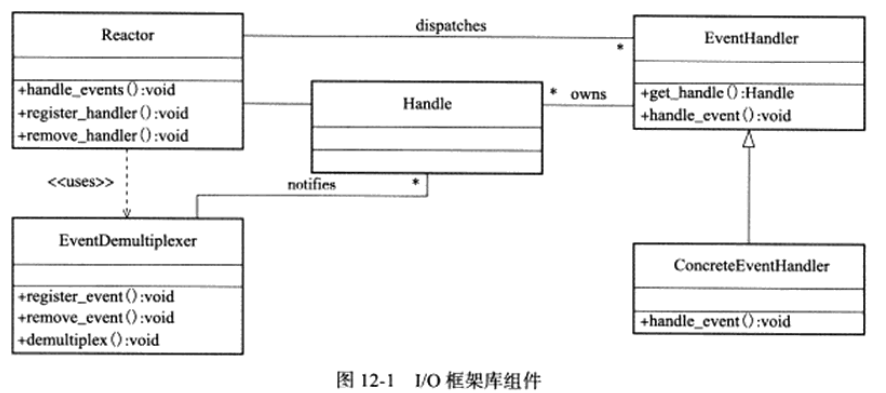 Reactor
+handle_events():void
+register_handler():void
+remove_handler():void
dispatches
*
EventHandler
+get_handle():Handle
+handle_event():void
Handle
*
owns
<<uses>>
notifies
*
EventDemultiplexer
+register_event():void
+remove_event():void
+demultiplex():void
ConcreteEventHandler
+handle_event():void
图 12-1 I/O 框架库组件